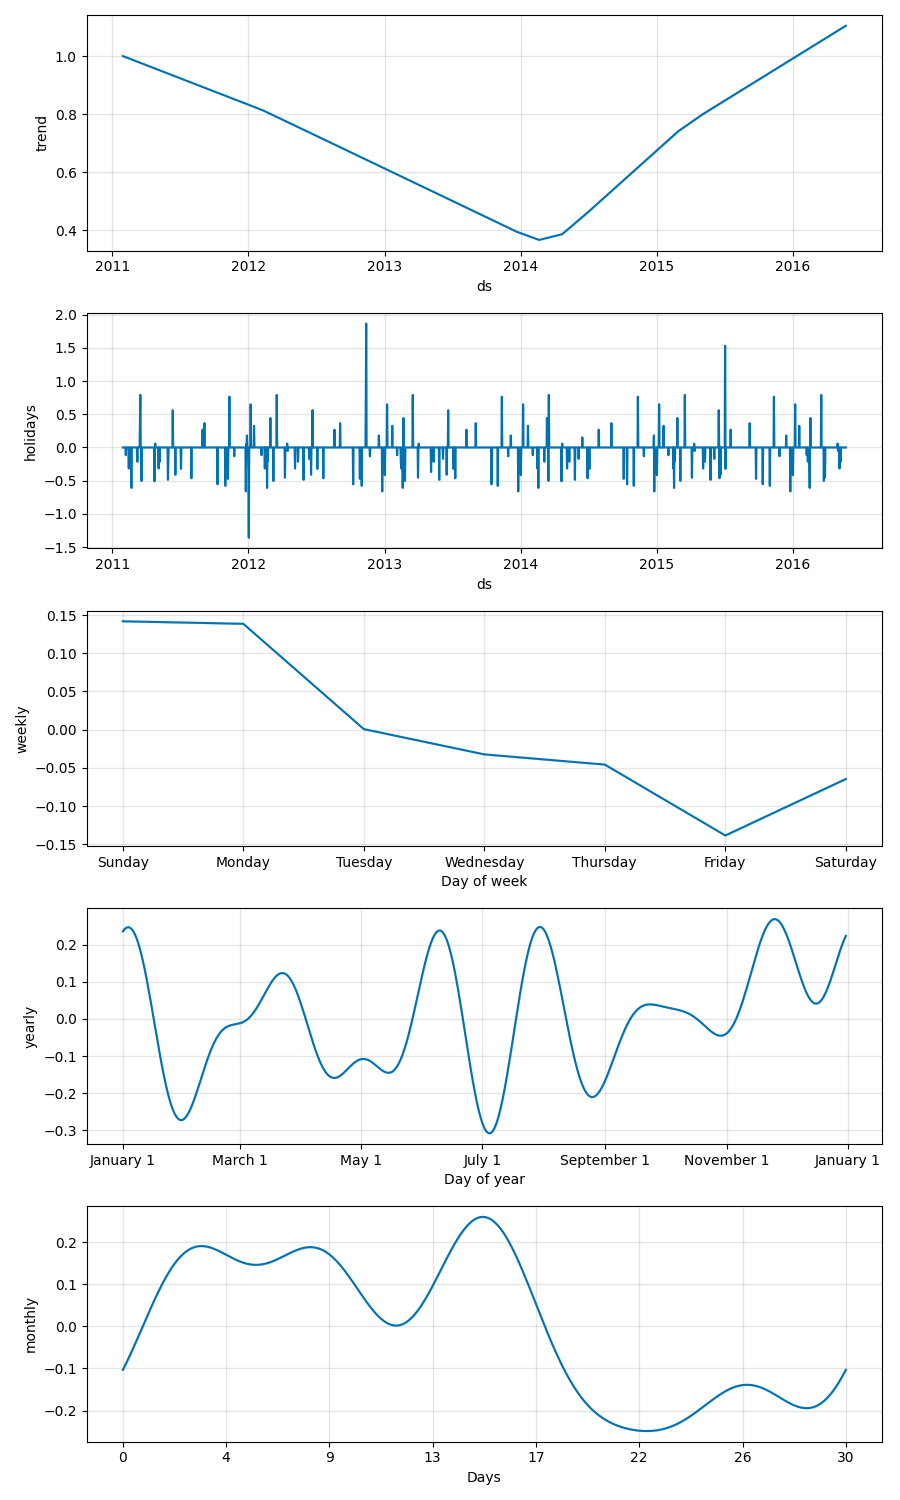 1.0
0.8
0.6
0.4
trend
2011 2012 2013 2014 2015 2016
ds
2.0
1.5
1.0
0.5
0.0
−0.5
−1.0
−1.5
holidays
2011 2012 2013 2014 2015 2016
ds
0.15
0.10
0.05
0.00
−0.05
−0.10
−0.15
weekly
Sunday Monday Tuesday Wednesday Thursday Friday Saturday
Day of week
0.2
0.1
0.0
−0.1
−0.2
−0.3
yearly
January 1 March 1 May 1 July 1 September 1 November 1 January 1
Day of year
0.2
0.1
0.0
−0.1
−0.2
monthly
0 4 9 13 17 22 26 30
Days